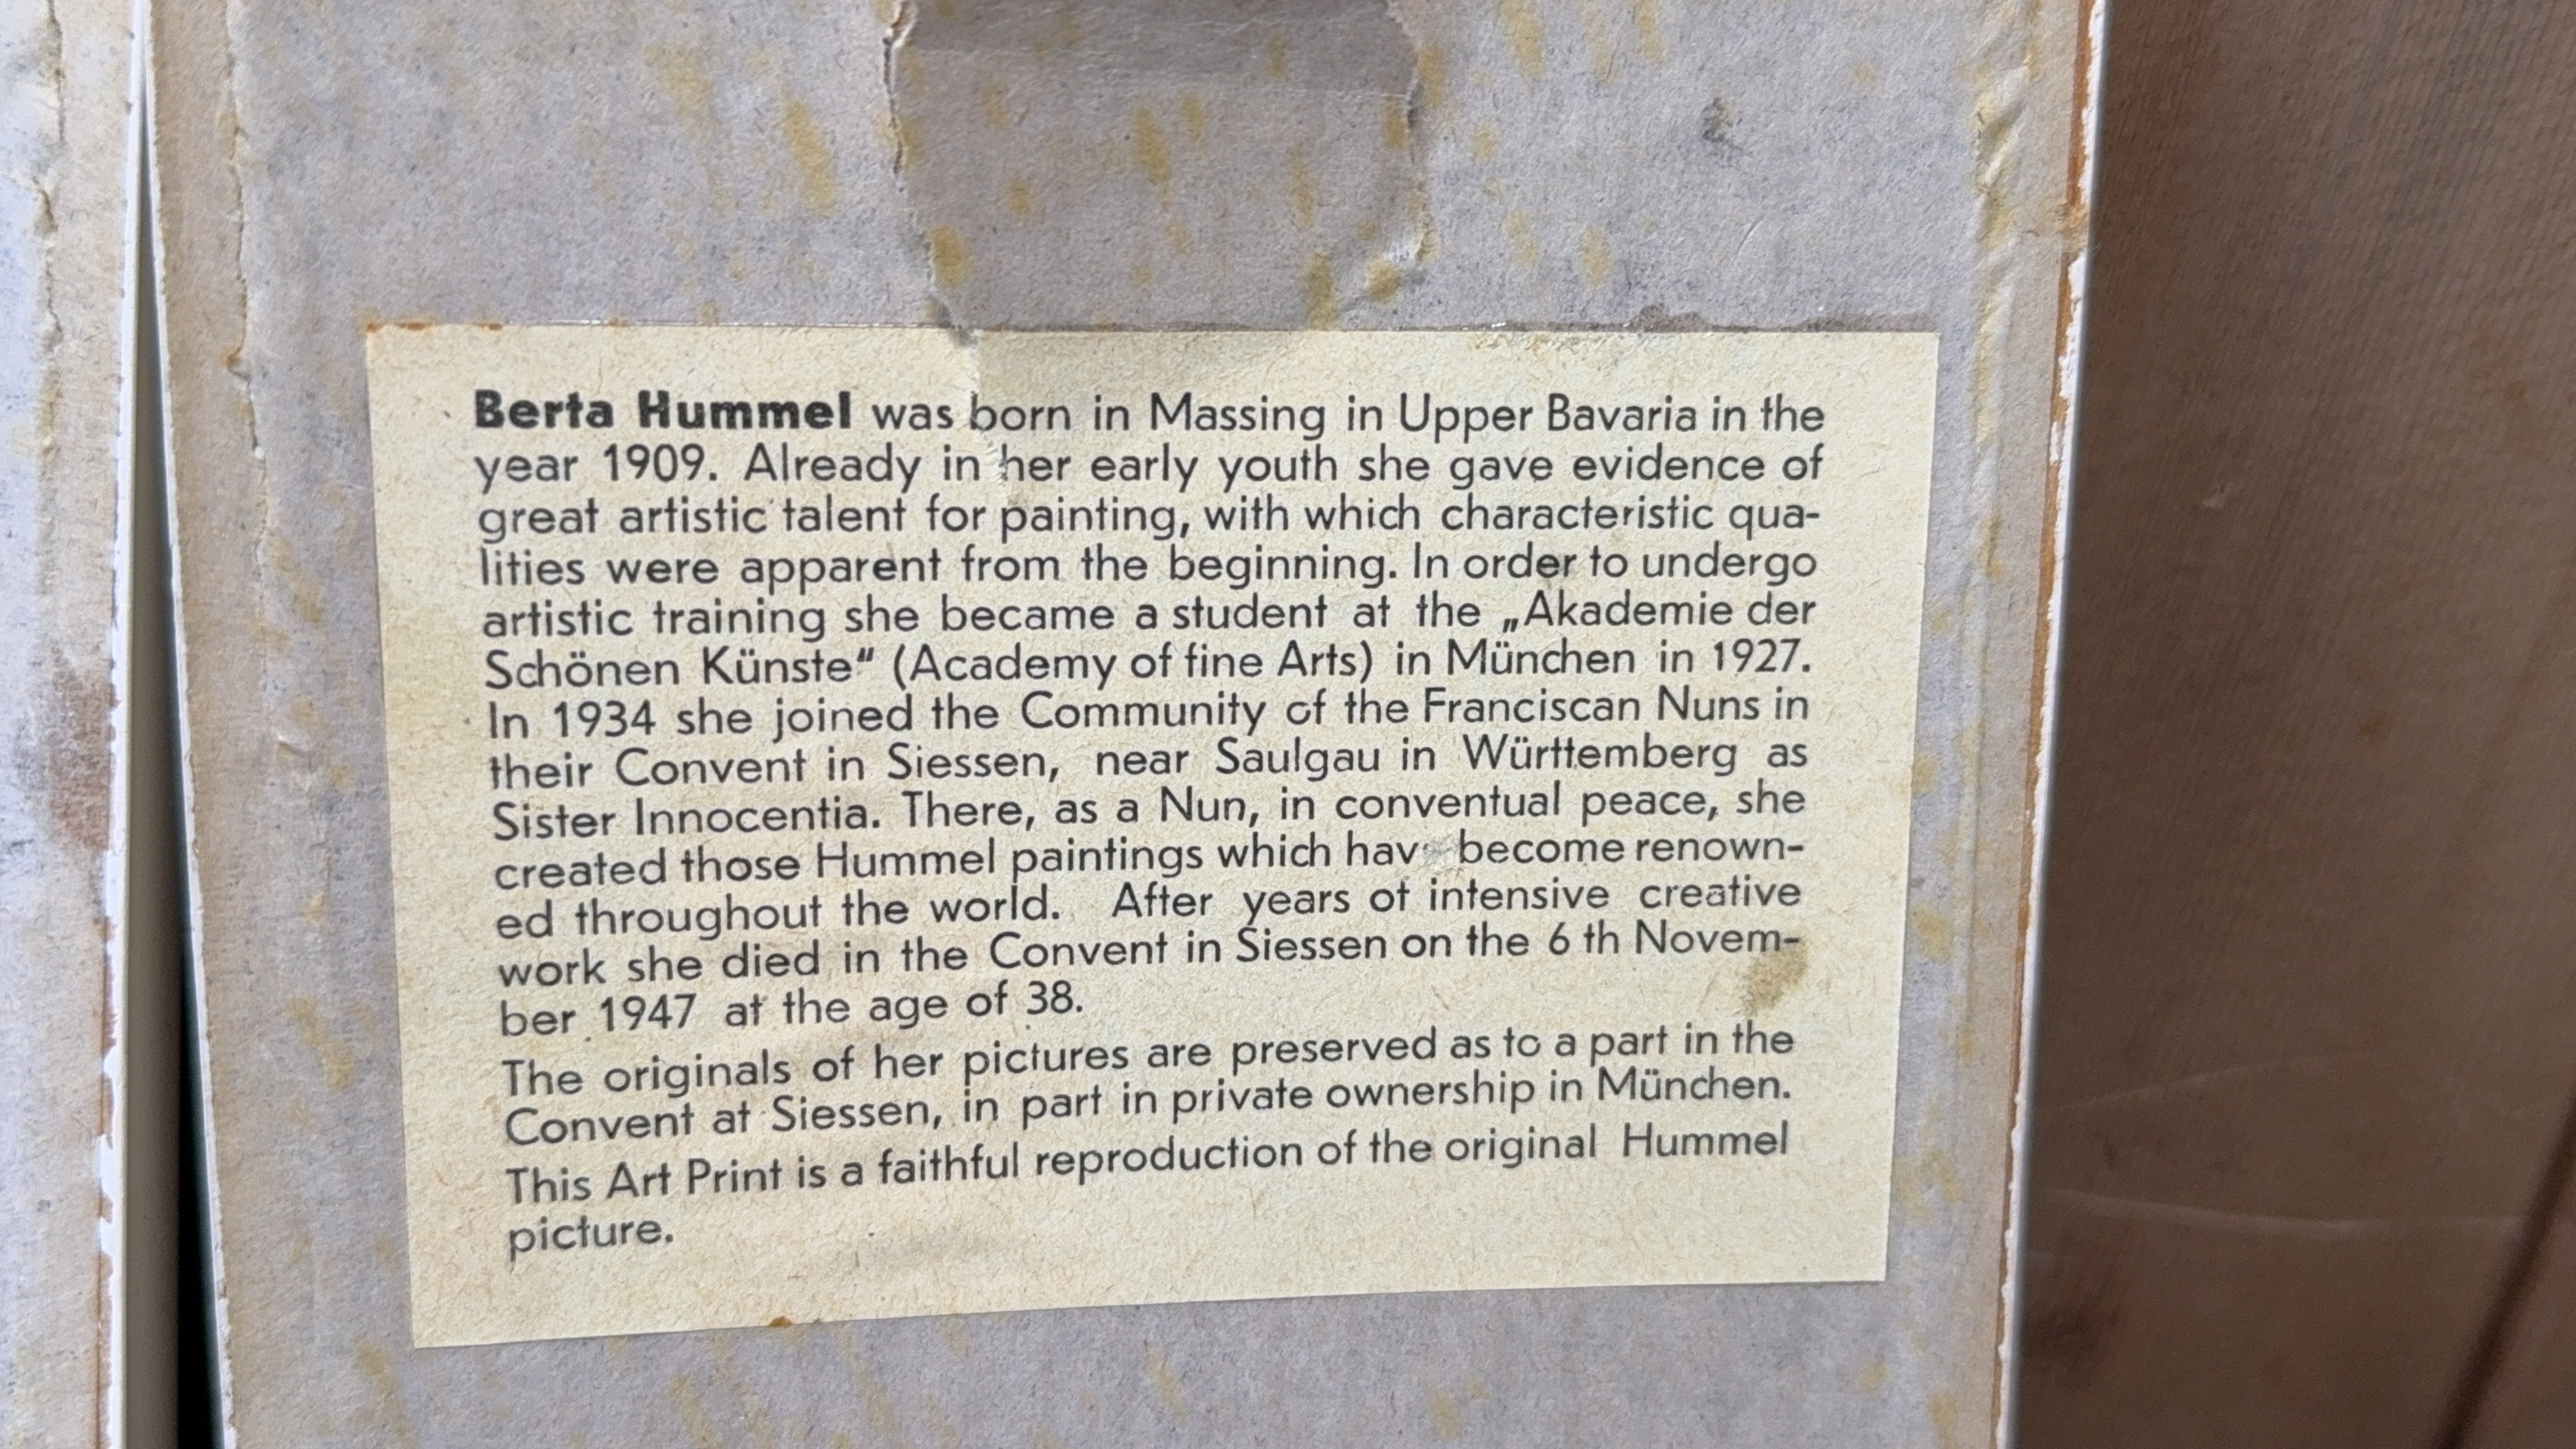 Berta Hummel was born in Massing in Upper Bavaria in the
year 1909. Already in her early youth she gave evidence of
great artistic talent for painting, with which characteristic qua-
lities were apparent from the beginning. In order to undergo
artistic training she became a student at the „Akademie der
Schönen Künste“ (Academy of fine Arts) in München in 1927.
In 1934 she joined the Community of the Franciscan Nuns in
their Convent in Siessen, near Saulgau in Württemberg as
Sister Innocentia. There, as a Nun, in conventual peace, she
created those Hummel paintings which have become renown-
ed throughout the world. After years of intensive creative
work she died in the Convent in Siessen on the 6 th Novem-
ber 1947 at the age of 38.
The originals of her pictures are preserved as to a part in the
Convent at Siessen, in part in private ownership in München.
This Art Print is a faithful reproduction of the original Hummel
picture.